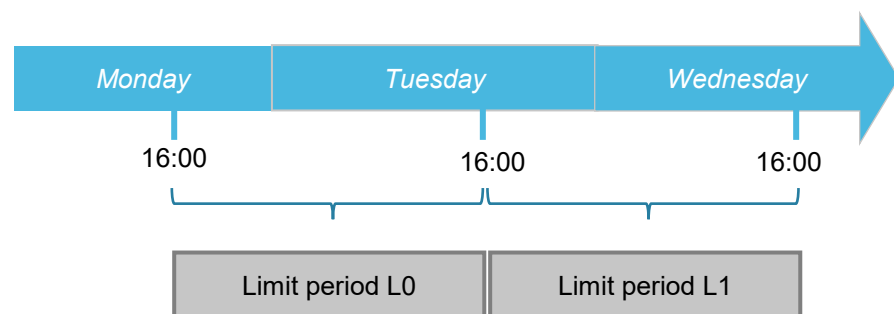 Monday Tuesday Wednesday
16:00 16:00 16:00
Limit period L0 Limit period L1